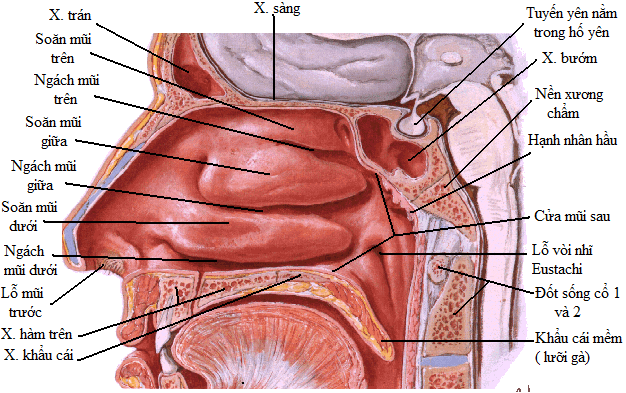 X. trán
Soăn mũi
trên
Ngách mũi
trên
Soăn mũi
giữa
Ngách mũi
giữa
Soăn mũi
dưới
Ngách
mũi dưới
Lỗ mũi
trước
X. hàm trên
X. khẩu cái
X. sàng
Tuyến yên nằm
trong hố yên
X. bướm
Nền xương
chẩm
Hạnh nhân hầu
Cửa mũi sau
Lỗ vòi nhĩ
Eustachi
Đốt sống cổ 1
và 2
Khẩu cái mềm
( lưỡi gà)